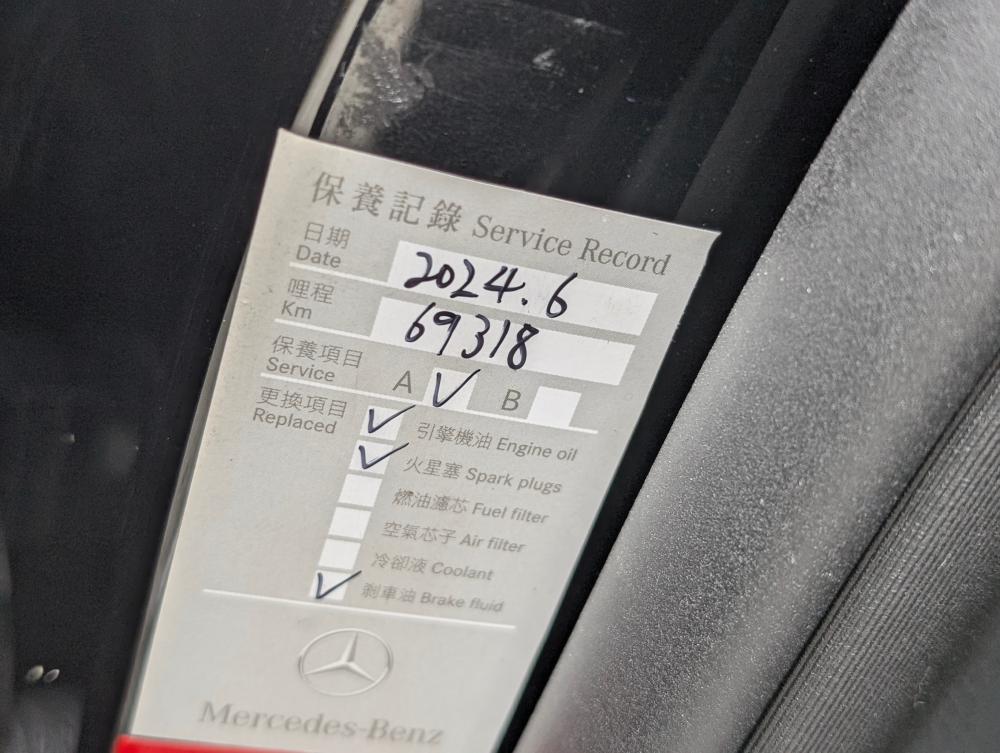 保養記錄 Service Record
日期
Date 2024.6
哩程
Km 69318
保養項目
Service A ✓ B
更換項目
Replaced
✓ 引擎機油 Engine oil
✓ 火星塞 Spark plugs
燃油濾芯 Fuel filter
空氣芯子 Air filter
冷卻液 Coolant
✓ 剎車油 Brake fluid
Mercedes-Benz